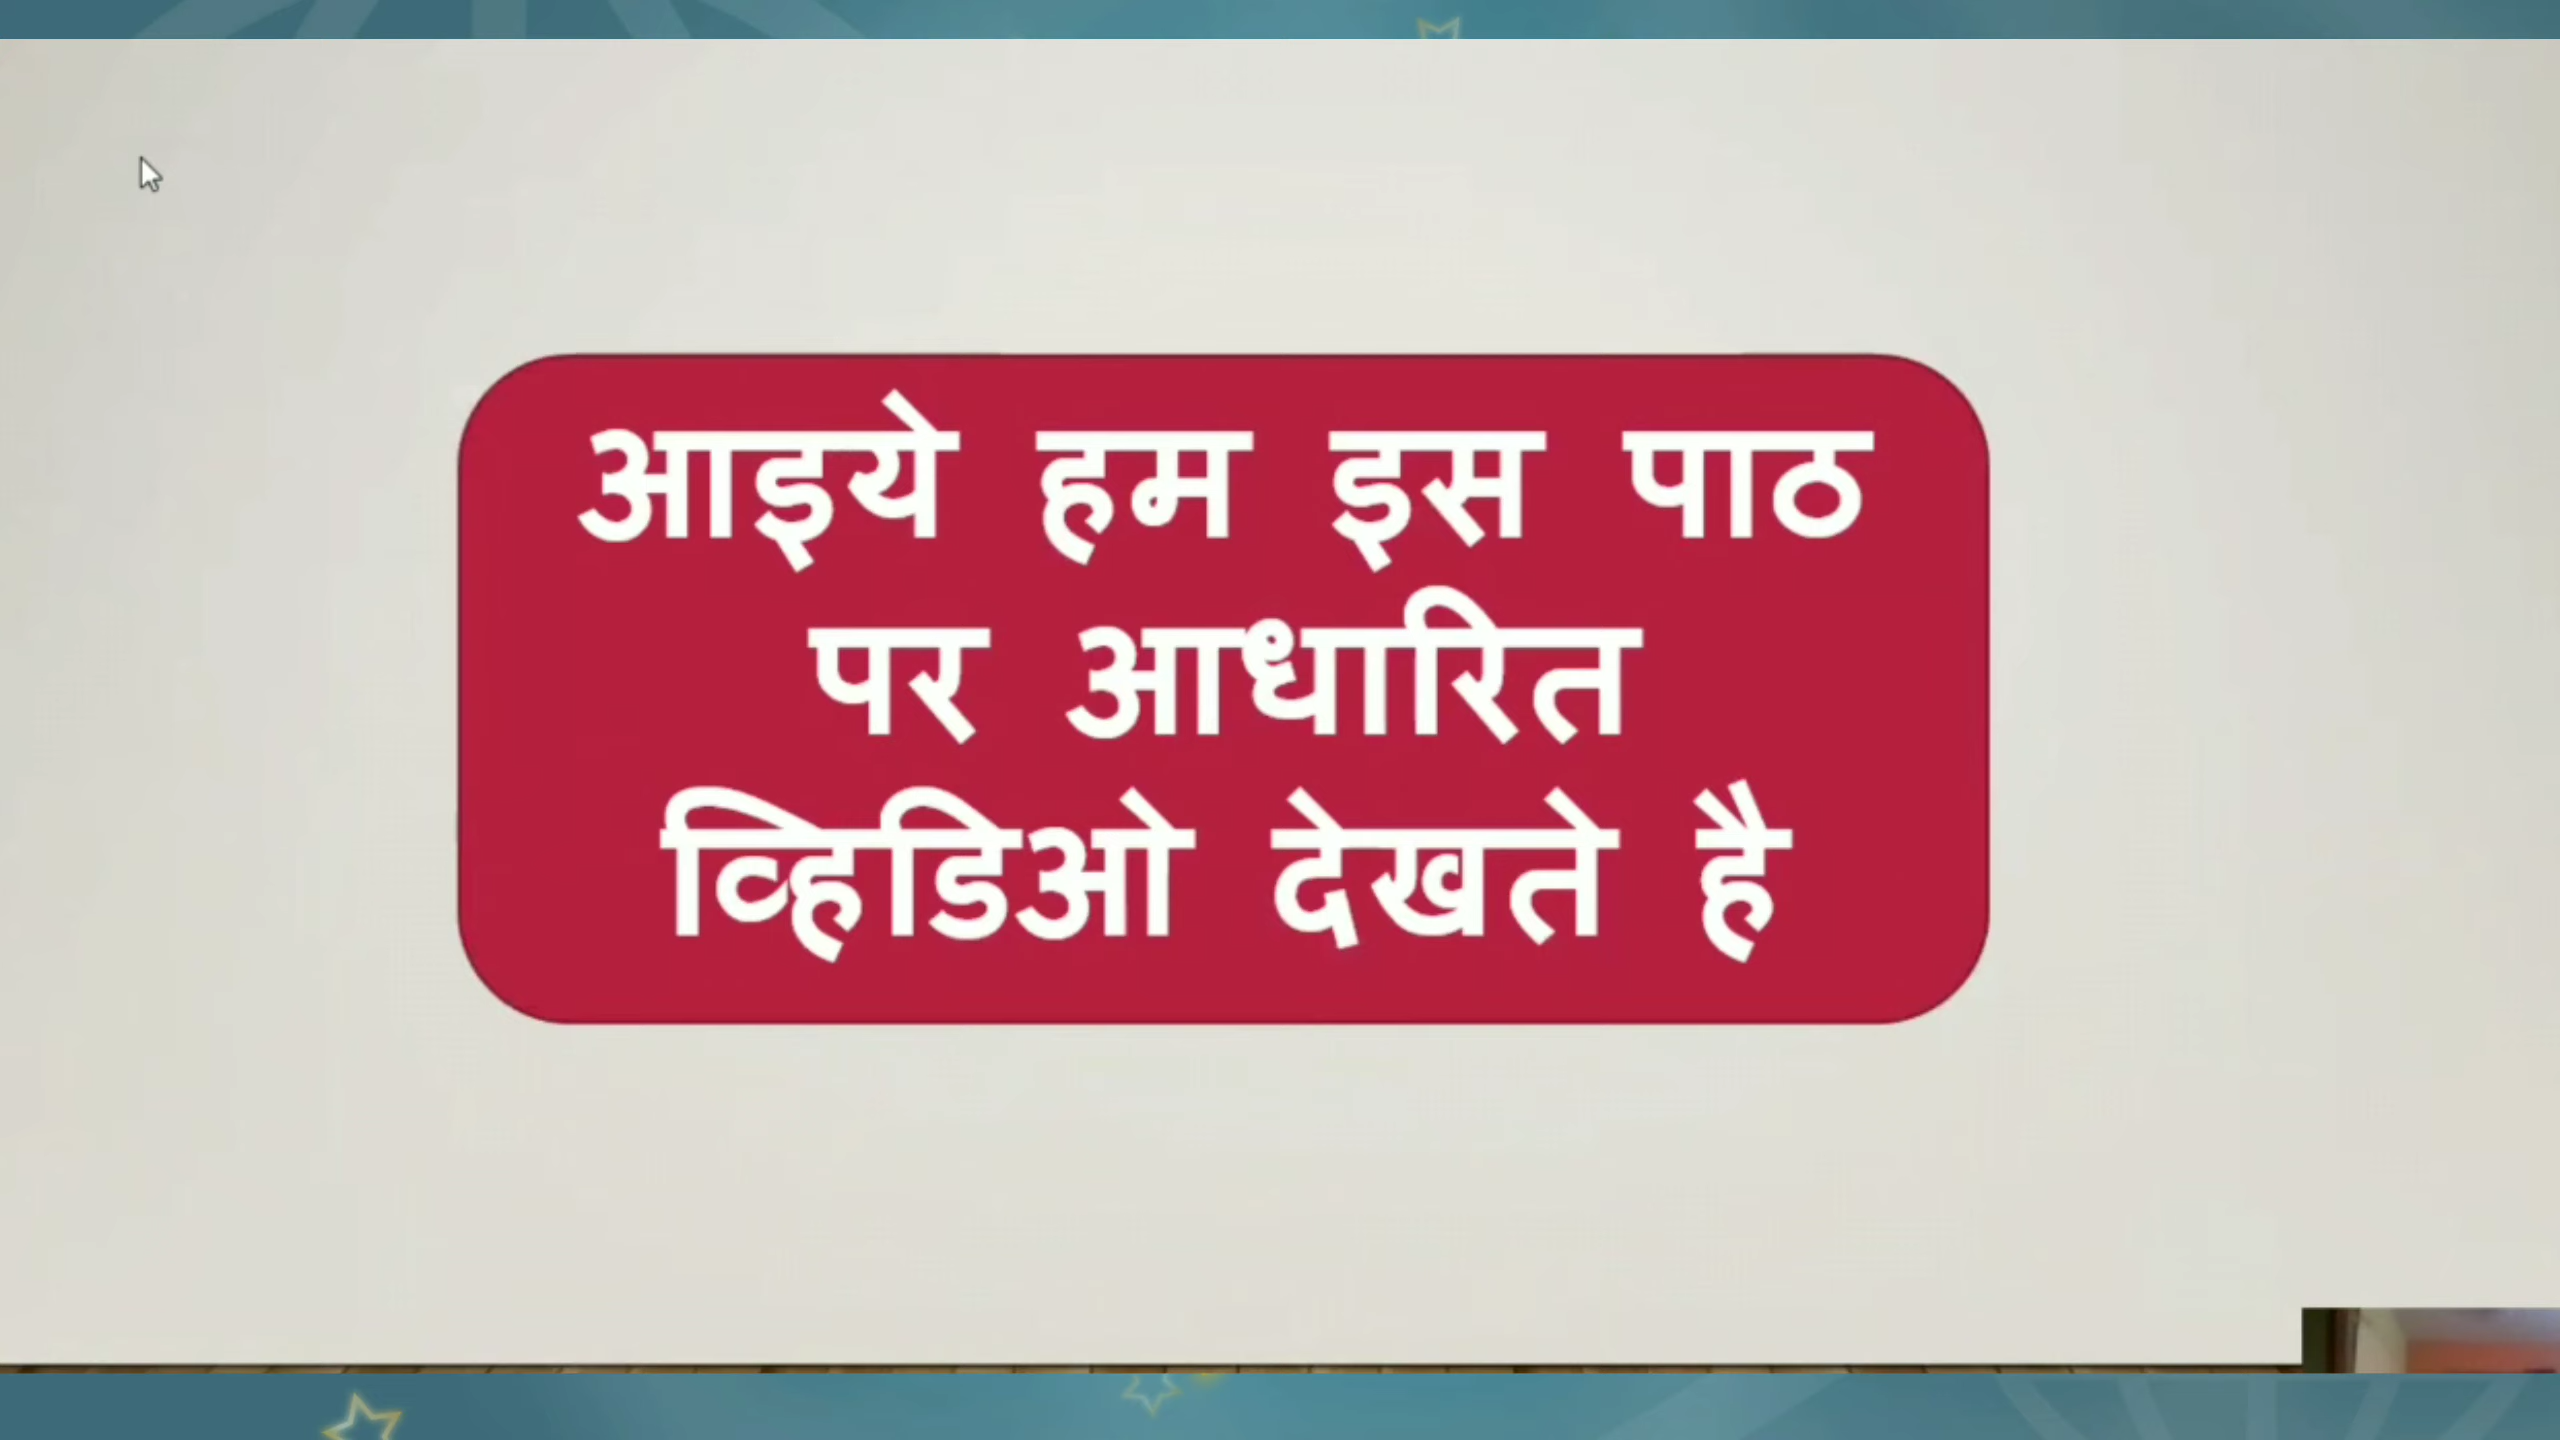 आइये हम इस पाठ
पर आधारित
व्हिडिओ देखते है